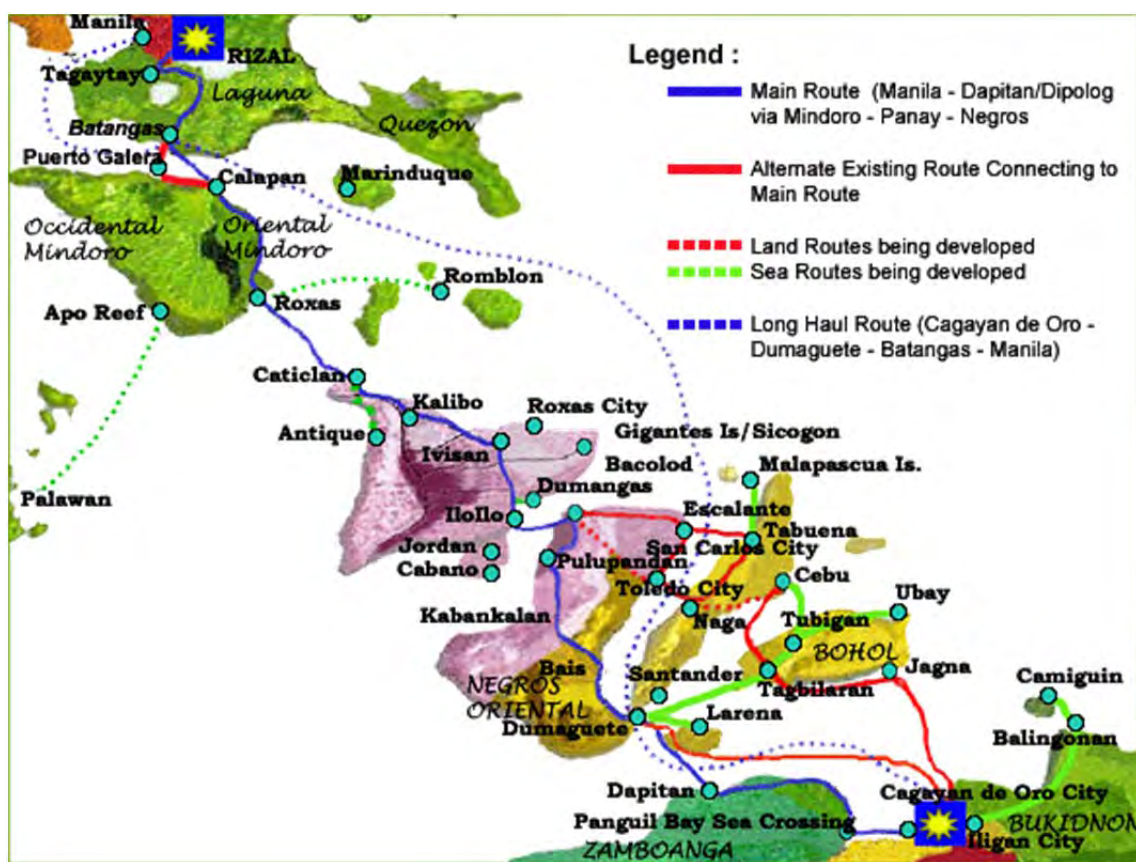 Manila
RIZAL
Tagaytay
Laguna
Quezon
Batangas
Puerto Galera
Calapan
Marinduque
Occidental
Mindoro
Oriental
Mindoro
Romblon
Apo Reef
Roxas
Caticlan
Kalibo
Roxas City
Antique
Ivisan
Gigantes Is/Sicogon
Bacolod
Malapascua Is.
Palawan
Dumangas
Iloilo
Escalante
Tabuena
San Carlos City
Jordan
Pulupandan
Cabano
Toledo City
Cebu
Ubay
Kabankalan
Naga
Tubigan
BOHOL
Bais
Santander
Jagna
NEGROS
ORIENTAL
Tagbilaran
Camiguin
Larena
Dumaguete
Balingonan
Dapitan
Cagayan de Oro City
Panguil Bay Sea Crossing
BUKIDNON
Iligan City
ZAMBOANGA
Legend :
Main Route (Manila - Dapitan/Dipolog
via Mindoro - Panay - Negros
Alternate Existing Route Connecting to
Main Route
Land Routes being developed
Sea Routes being developed
Long Haul Route (Cagayan de Oro -
Dumaguete - Batangas - Manila)